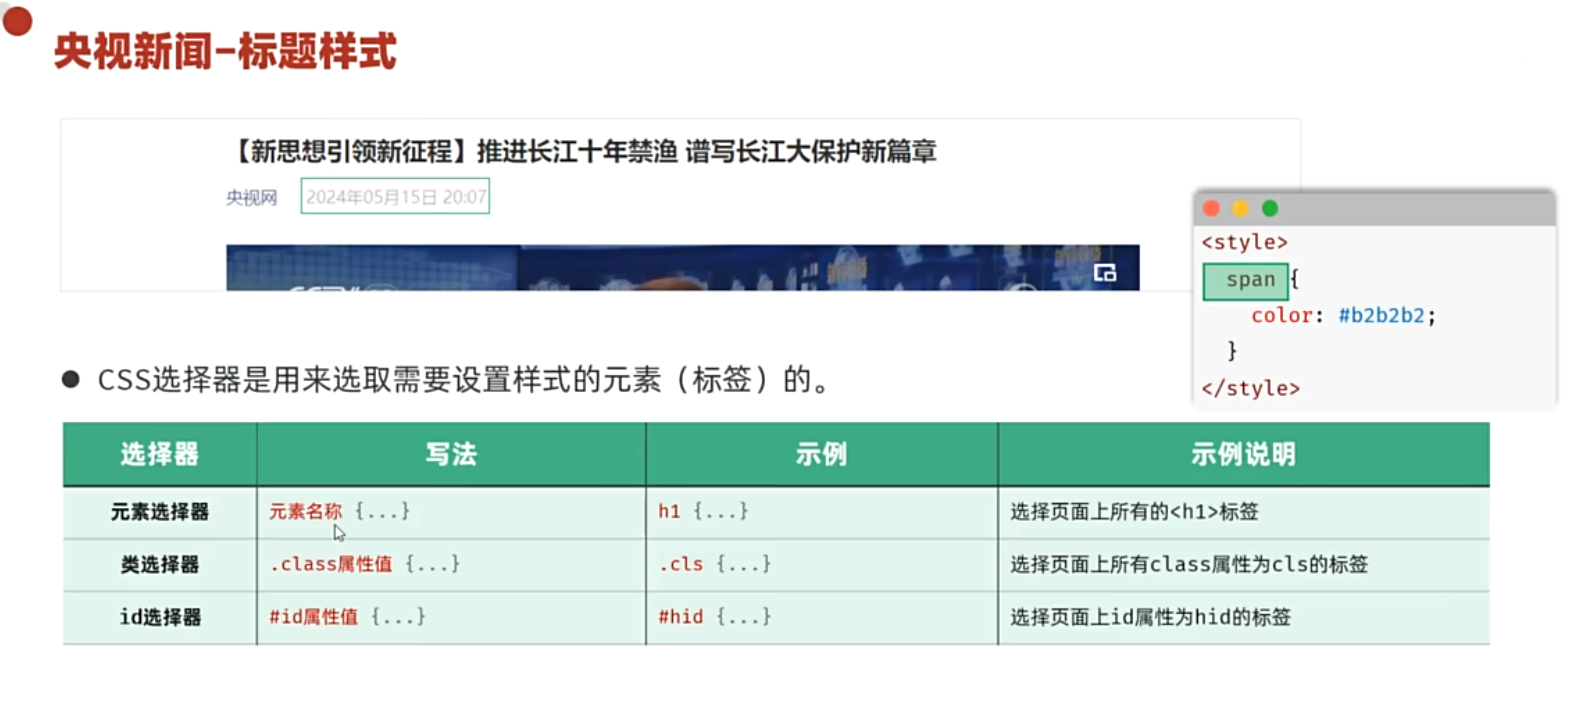 央视新闻-标题样式
【新思想引领新征程】推进长江十年禁渔 谱写长江大保护新篇章
央视网 2024年05月15日 20:07
<style>
span {
color: #b2b2b2;
}
</style>
CSS选择器是用来选取需要设置样式的元素（标签）的。
选择器 写法 示例 示例说明
元素选择器 元素名称 {...} h1 {...} 选择页面上所有的<h1>标签
类选择器 .class属性值 {...} .cls {...} 选择页面上所有class属性为cls的标签
id选择器 #id属性值 {...} #hid {...} 选择页面上id属性为hid的标签